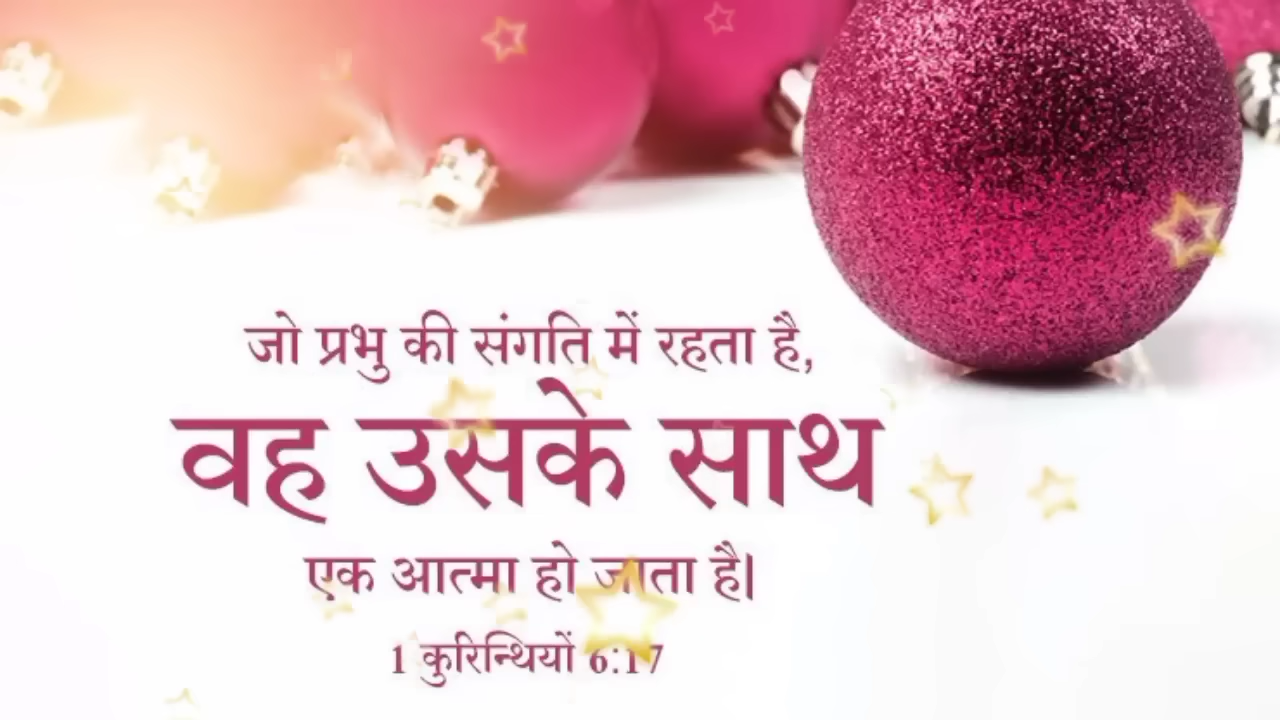 जो प्रभु की संगति में रहता है,
वह उसके साथ
एक आत्मा हो जाता है|
1 कुरिन्थियों 6:17